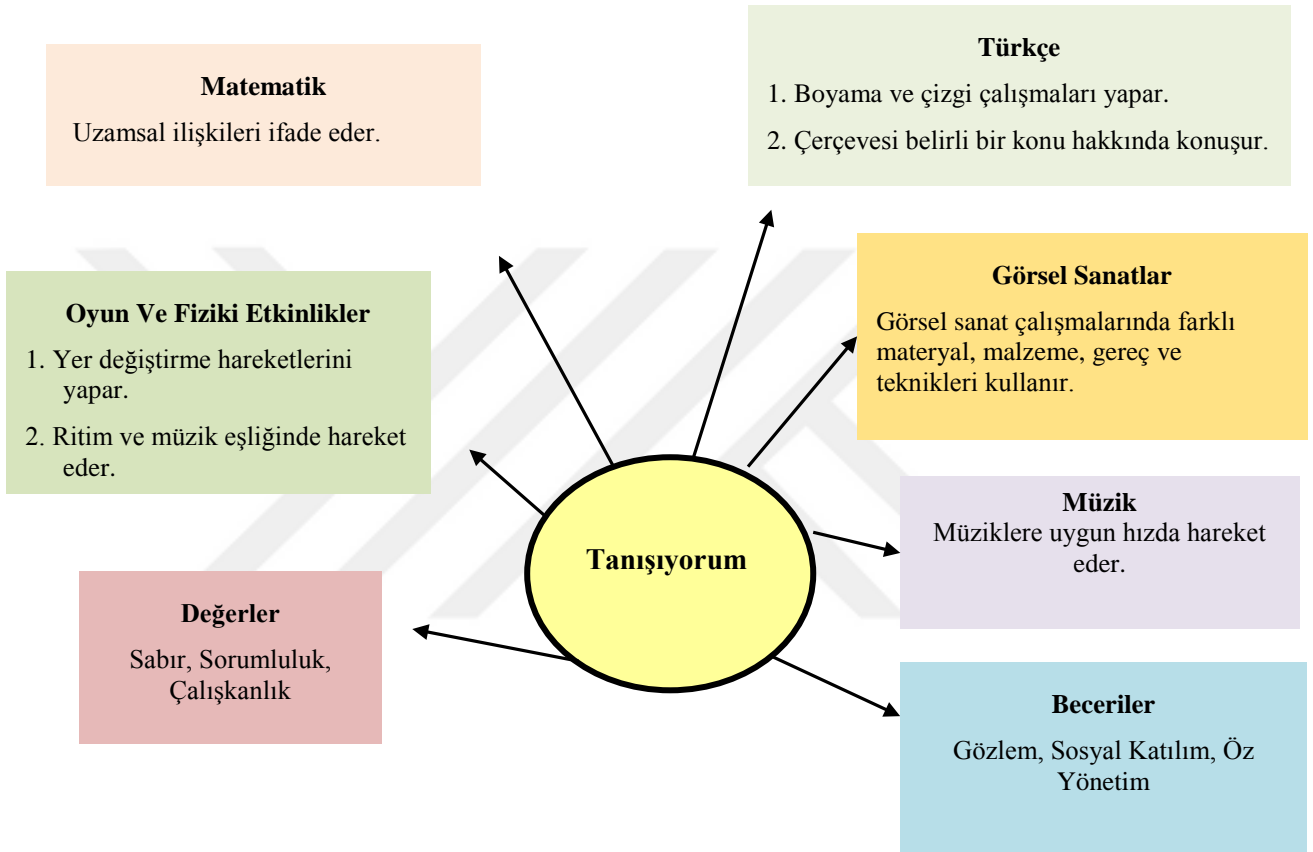 Matematik
Uzamsal ilişkileri ifade eder.
Türkçe
1. Boyama ve çizgi çalışmaları yapar.
2. Çerçevesi belirli bir konu hakkında konuşur.
Oyun Ve Fiziki Etkinlikler
1. Yer değiştirme hareketlerini
yapar.
2. Ritim ve müzik eşliğinde hareket
eder.
Görsel Sanatlar
Görsel sanat çalışmalarında farklı
materyal, malzeme, gereç ve
teknikleri kullanır.
Tanışıyorum
Müzik
Müziklere uygun hızda hareket
eder.
Değerler
Sabır, Sorumluluk,
Çalışkanlık
Beceriler
Gözlem, Sosyal Katılım, Öz
Yönetim